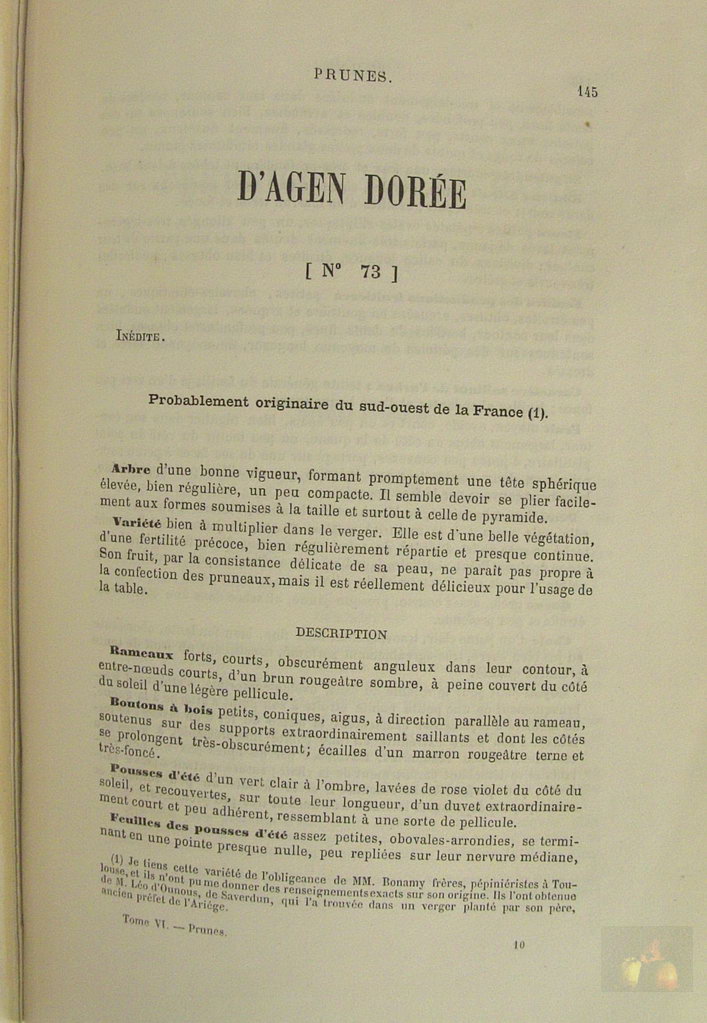 PRUNES.
145
D'AGEN DORÉE
[ N° 73 ]
INÉDITE.
Probablement originaire du sud-ouest de la France (1).
Arbre d'une bonne vigueur, formant promptement une tête sphérique
élevée, bien régulière, un peu compacte. Il semble devoir se plier facile-
ment aux formes soumises à la taille et surtout à celle de pyramide.
Variété bien à multiplier dans le verger. Elle est d'une belle végétation,
d'une fertilité précoce, bien régulièrement répartie et presque continue.
Son fruit, par la consistance délicate de sa peau, ne paraît pas propre à
la confection des pruneaux, mais il est réellement délicieux pour l'usage de
la table.
DESCRIPTION
Rameaux forts, courts, obscurément anguleux dans leur contour, à
entre-nœuds courts, d'un brun rougeâtre sombre, à peine couvert du côté
du soleil d'une légère pellicule.
Boutons à bois petits, coniques, aigus, à direction parallèle au rameau,
soutenus sur des supports extraordinairement saillants et dont les côtés
se prolongent très-obscurément; écailles d'un marron rougeâtre terne et
très-foncé.
Pousses d'été d'un vert clair à l'ombre, lavées de rose violet du côté du
soleil, et recouvertes, sur toute leur longueur, d'un duvet extraordinaire-
ment court et peu adhérent, ressemblant à une sorte de pellicule.
Feuilles des pousses d'été assez petites, obovales-arrondies, se termi-
nant en une pointe presque nulle, peu repliées sur leur nervure médiane,
(1) Je tiens cette variété de l'obligeance de MM. Bonamy frères, pépiniéristes à Tou-
louse, et ils n'ont pu me donner des renseignements exacts sur son origine. Ils l'ont obtenue
de M. Léo d'Ounous, de Saverdun, qui l'a trouvée dans un verger planté par son père,
ancien préfet de l'Ariége.
Tome VI. — Prunes.
10